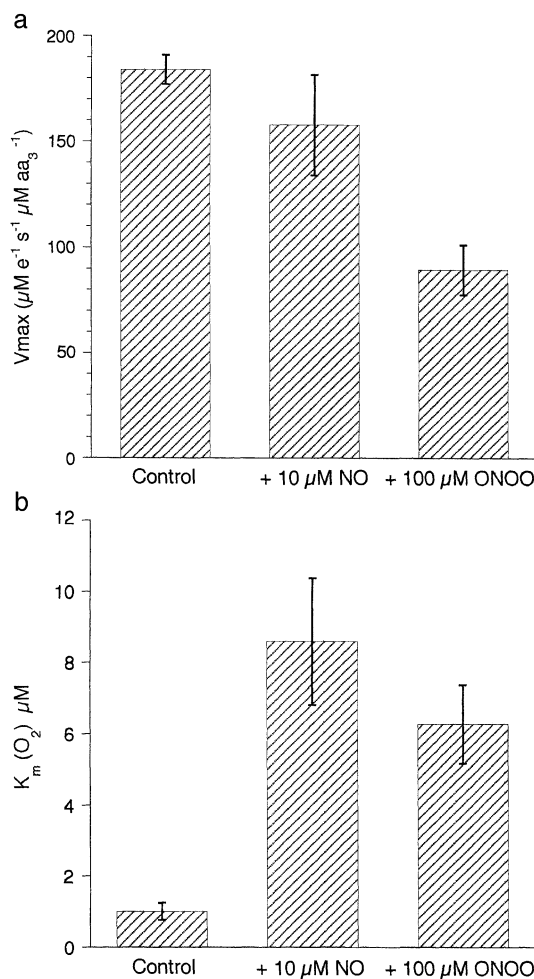 a
200
150
100
50
0
Vmax (µM e⁻¹ s⁻¹ µM aa₃⁻¹)
Control + 10 µM NO + 100 µM ONOO
b
12
10
8
6
4
2
0
Kₘ (O₂) µM
Control + 10 µM NO + 100 µM ONOO